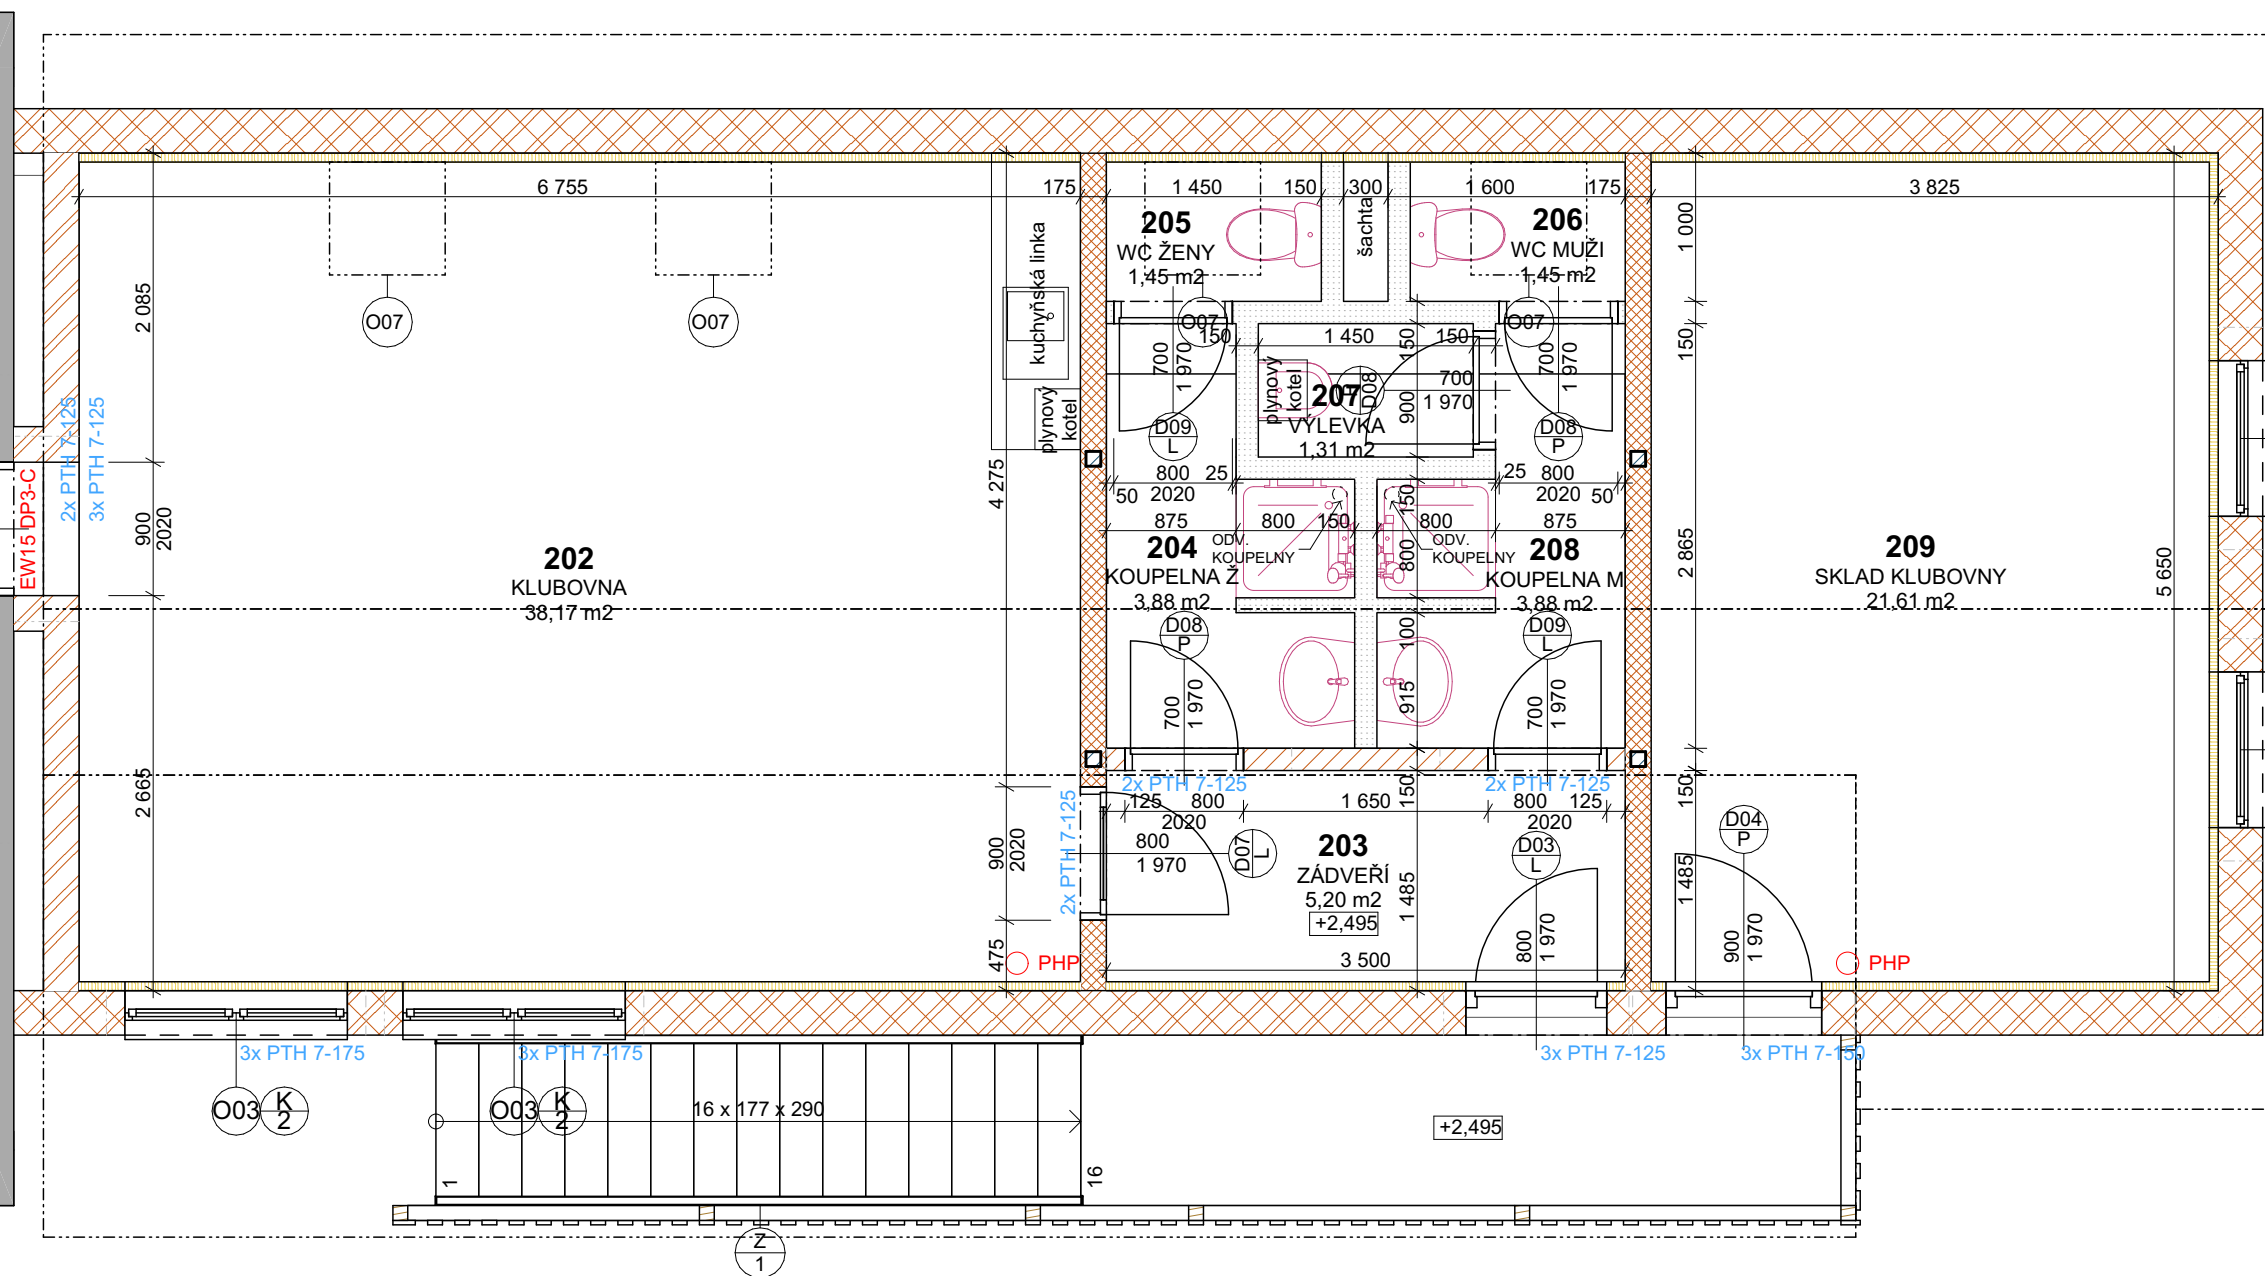 6 755
175
1 450
150
300
1 600
175
3 825
205
WC ŽENY
1,45 m2
šachta
206
WC MUŽI
1,45 m2
1 000
kuchyňská linka
2 085
O07
O07
O07
O07
150
1 450
150
150
150
700
1 970
700
1 970
plynový
kotel
D08
700
1 970
207
VÝLEVKA
1,31 m2
900
plynový
kotel
2x PTH 7-125
3x PTH 7-125
D09
L
D08
P
EW15 DP3-C
900
2020
4 275
800
2020
25
50
25
800
2020
50
150
875
800
150
800
875
202
KLUBOVNA
38,17 m2
204
KOUPELNA Ž
3,88 m2
ODV.
KOUPELNY
ODV.
KOUPELNY
800
208
KOUPELNA M
3,88 m2
2 865
209
SKLAD KLUBOVNY
21,61 m2
5 650
D08
P
D09
L
100
700
1 970
915
700
1 970
2 665
2x PTH 7-125
2x PTH 7-125
150
150
125
800
2020
1 650
800
2020
125
2x PTH 7-125
900
2020
800
1 970
D07
L
203
ZÁDVEŘÍ
5,20 m2
+2,495
D03
L
D04
P
1 485
1 485
800
1 970
900
1 970
475
PHP
3 500
PHP
3x PTH 7-175
3x PTH 7-175
3x PTH 7-125
3x PTH 7-150
O03
K
2
O03
K
2
16 x 177 x 290
+2,495
1
16
Z
1